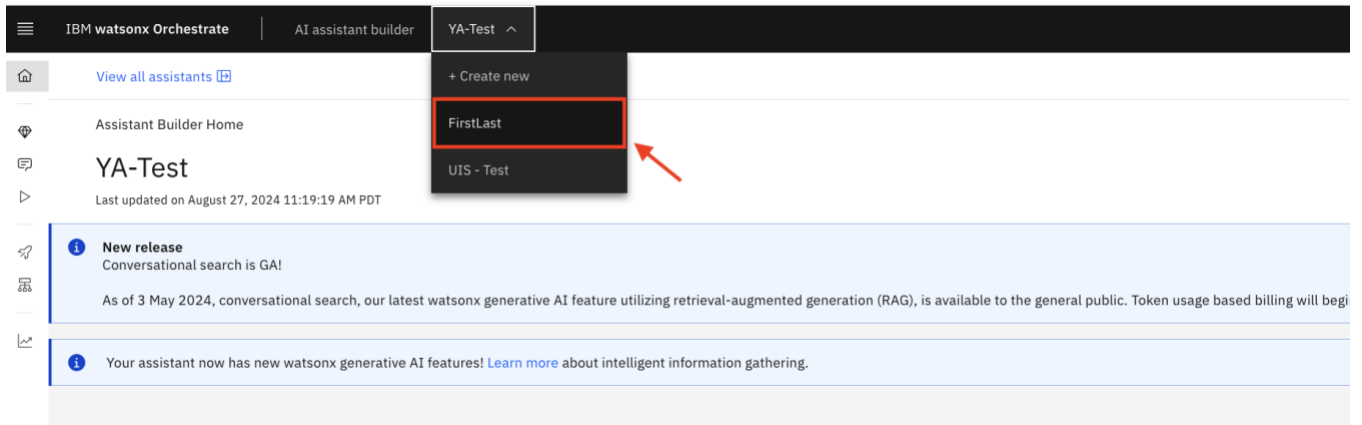 IBM watsonx Orchestrate
AI assistant builder
YA-Test
View all assistants
+ Create new
FirstLast
UIS - Test
Assistant Builder Home
YA-Test
Last updated on August 27, 2024 11:19:19 AM PDT
New release
Conversational search is GA!
As of 3 May 2024, conversational search, our latest watsonx generative AI feature utilizing retrieval-augmented generation (RAG), is available to the general public. Token usage based billing will
Your assistant now has new watsonx generative AI features! Learn more about intelligent information gathering.